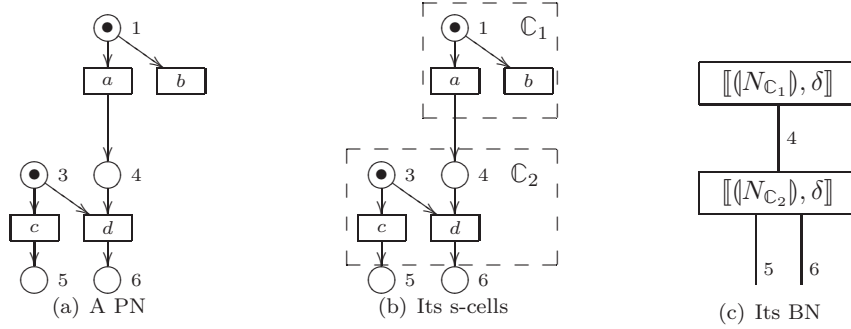 1
a
b
3
4
c
d
5
6
(a) A PN
1
ℂ₁
a
b
3
4
ℂ₂
c
d
5
6
(b) Its s-cells
⟦(|N_ℂ₁|), δ⟧
4
⟦(|N_ℂ₂|), δ⟧
5
6
(c) Its BN